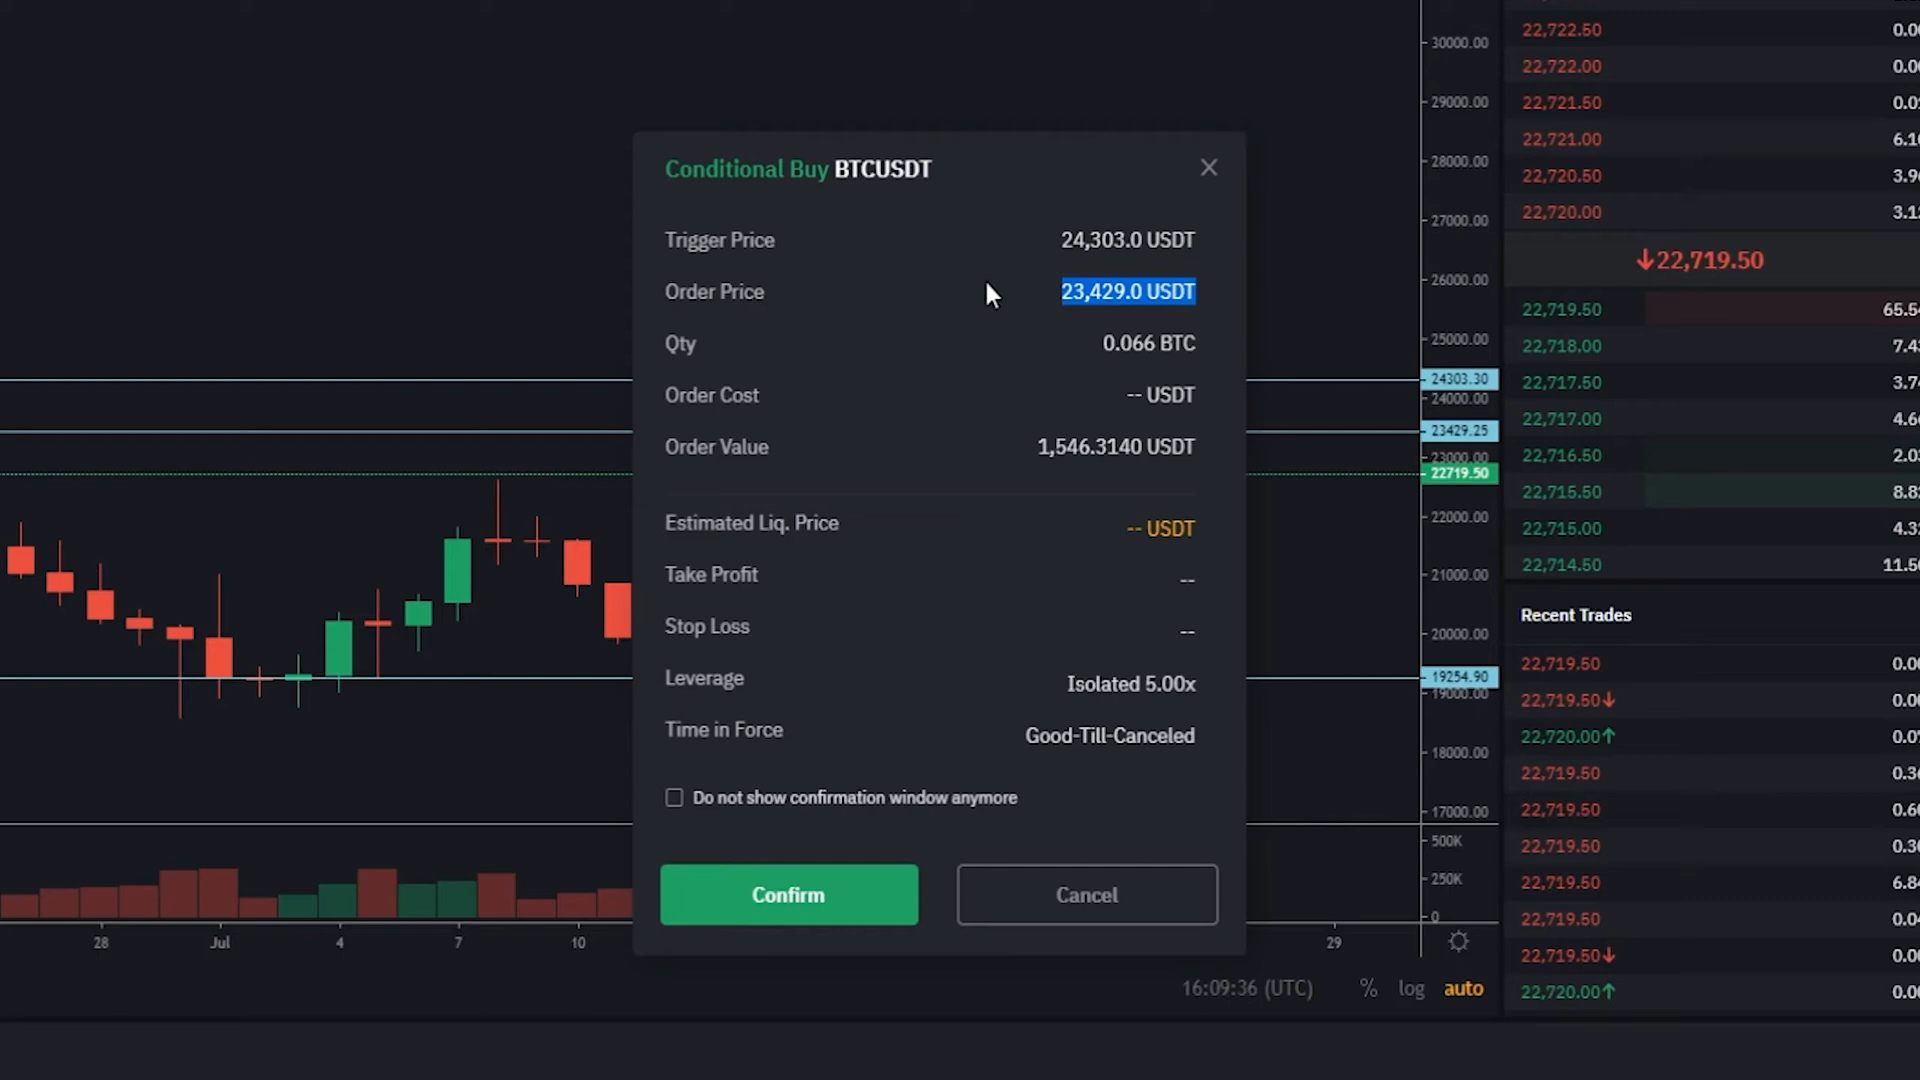 Conditional Buy BTCUSDT
Trigger Price 24,303.0 USDT
Order Price 23,429.0 USDT
Qty 0.066 BTC
Order Cost -- USDT
Order Value 1,546.3140 USDT
Estimated Liq. Price -- USDT
Take Profit --
Stop Loss --
Leverage Isolated 5.00x
Time in Force Good-Till-Canceled
Do not show confirmation window anymore
Confirm
Cancel
30000.00
29000.00
28000.00
27000.00
26000.00
25000.00
24303.30
24000.00
23429.25
23000.00
22719.50
22000.00
21000.00
20000.00
19254.90
19000.00
18000.00
17000.00
500K
250K
0
28
Jul
4
7
10
29
16:09:36 (UTC)
%
log
auto
22,722.50
22,722.00
22,721.50
22,721.00
22,720.50
22,720.00
↓22,719.50
22,719.50
22,718.00
22,717.50
22,717.00
22,716.50
22,715.50
22,715.00
22,714.50
Recent Trades
22,719.50
22,719.50↓
22,720.00↑
22,719.50
22,719.50
22,719.50
22,719.50
22,719.50
22,719.50↓
22,720.00↑